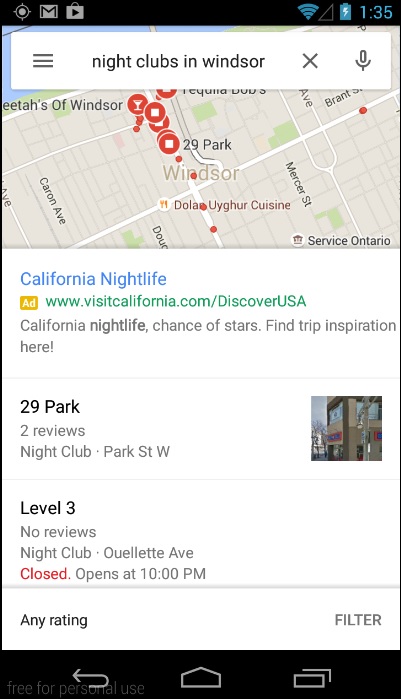 1:35
night clubs in windsor
Tequila Bob's
eetah's Of Windsor
Ave
Brant S
29 Park
Windsor
Mercer St
Caron Ave
Dolan Uyghur Cuisine
Doug
Service Ontario
California Nightlife
Ad www.visitcalifornia.com/DiscoverUSA
California nightlife, chance of stars. Find trip inspiration
here!
29 Park
2 reviews
Night Club · Park St W
Level 3
No reviews
Night Club · Ouellette Ave
Closed. Opens at 10:00 PM
Any rating
FILTER
free for personal use